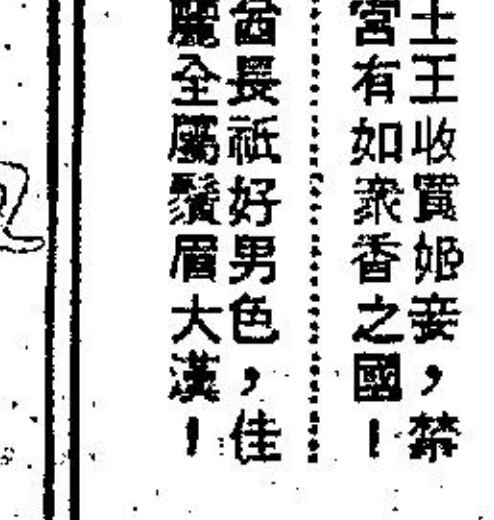 土王收買姬妾，禁
宮有如衆香之國！
酋長祗好男色，佳
麗全屬鬚眉大漢！